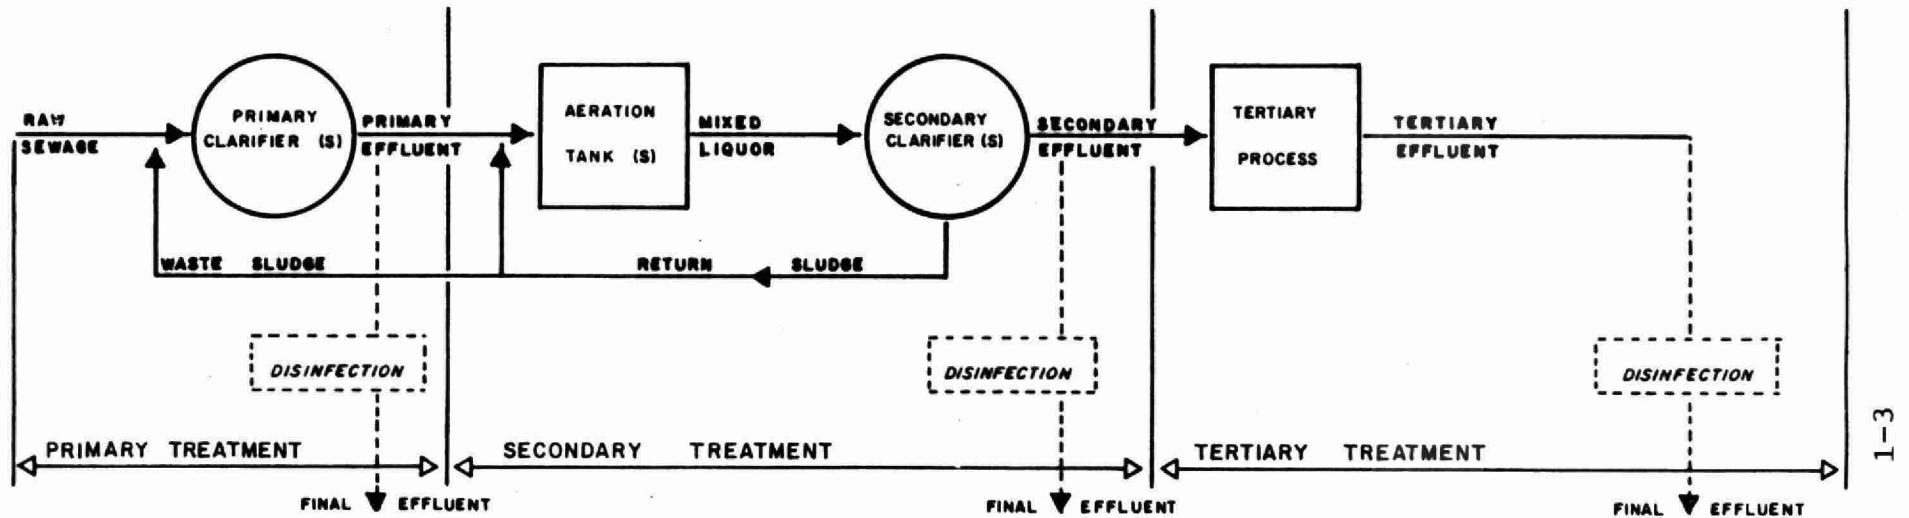 RAW
SEWAGE
PRIMARY
CLARIFIER (S)
PRIMARY
EFFLUENT
AERATION
TANK (S)
MIXED
LIQUOR
SECONDARY
CLARIFIER (S)
SECONDARY
EFFLUENT
TERTIARY
PROCESS
TERTIARY
EFFLUENT
WASTE SLUDGE
RETURN SLUDGE
DISINFECTION
DISINFECTION
DISINFECTION
PRIMARY TREATMENT
SECONDARY TREATMENT
TERTIARY TREATMENT
FINAL EFFLUENT
FINAL EFFLUENT
FINAL EFFLUENT
1-3